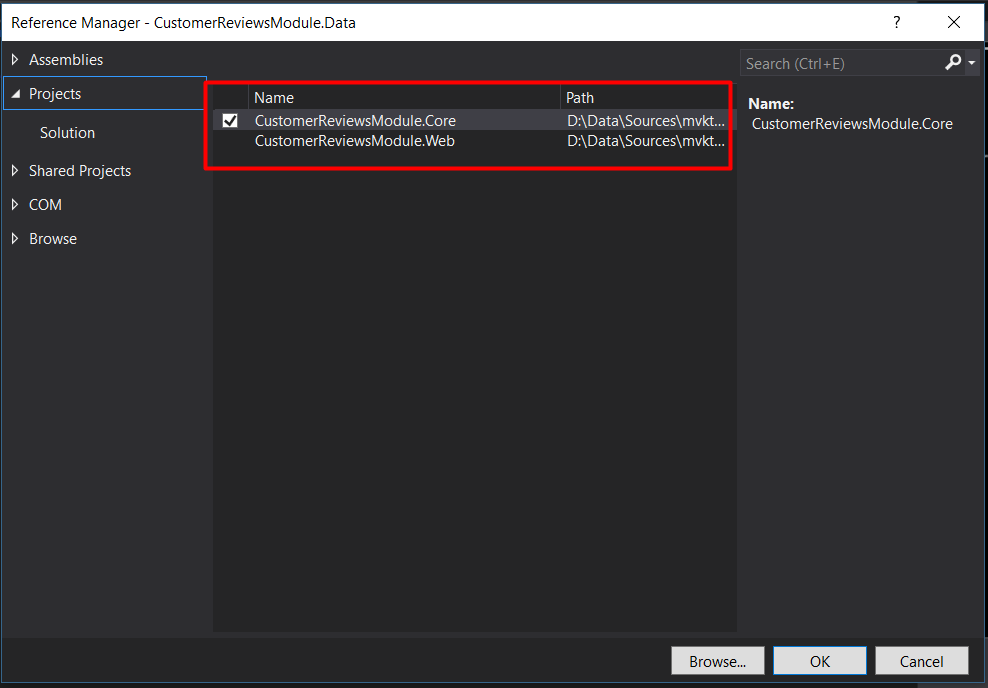 Reference Manager - CustomerReviewsModule.Data
?
Assemblies
Projects
Solution
Shared Projects
COM
Browse
Name Path
CustomerReviewsModule.Core D:\Data\Sources\mvkt...
CustomerReviewsModule.Web D:\Data\Sources\mvkt...
Search (Ctrl+E)
Name:
CustomerReviewsModule.Core
Browse... OK Cancel